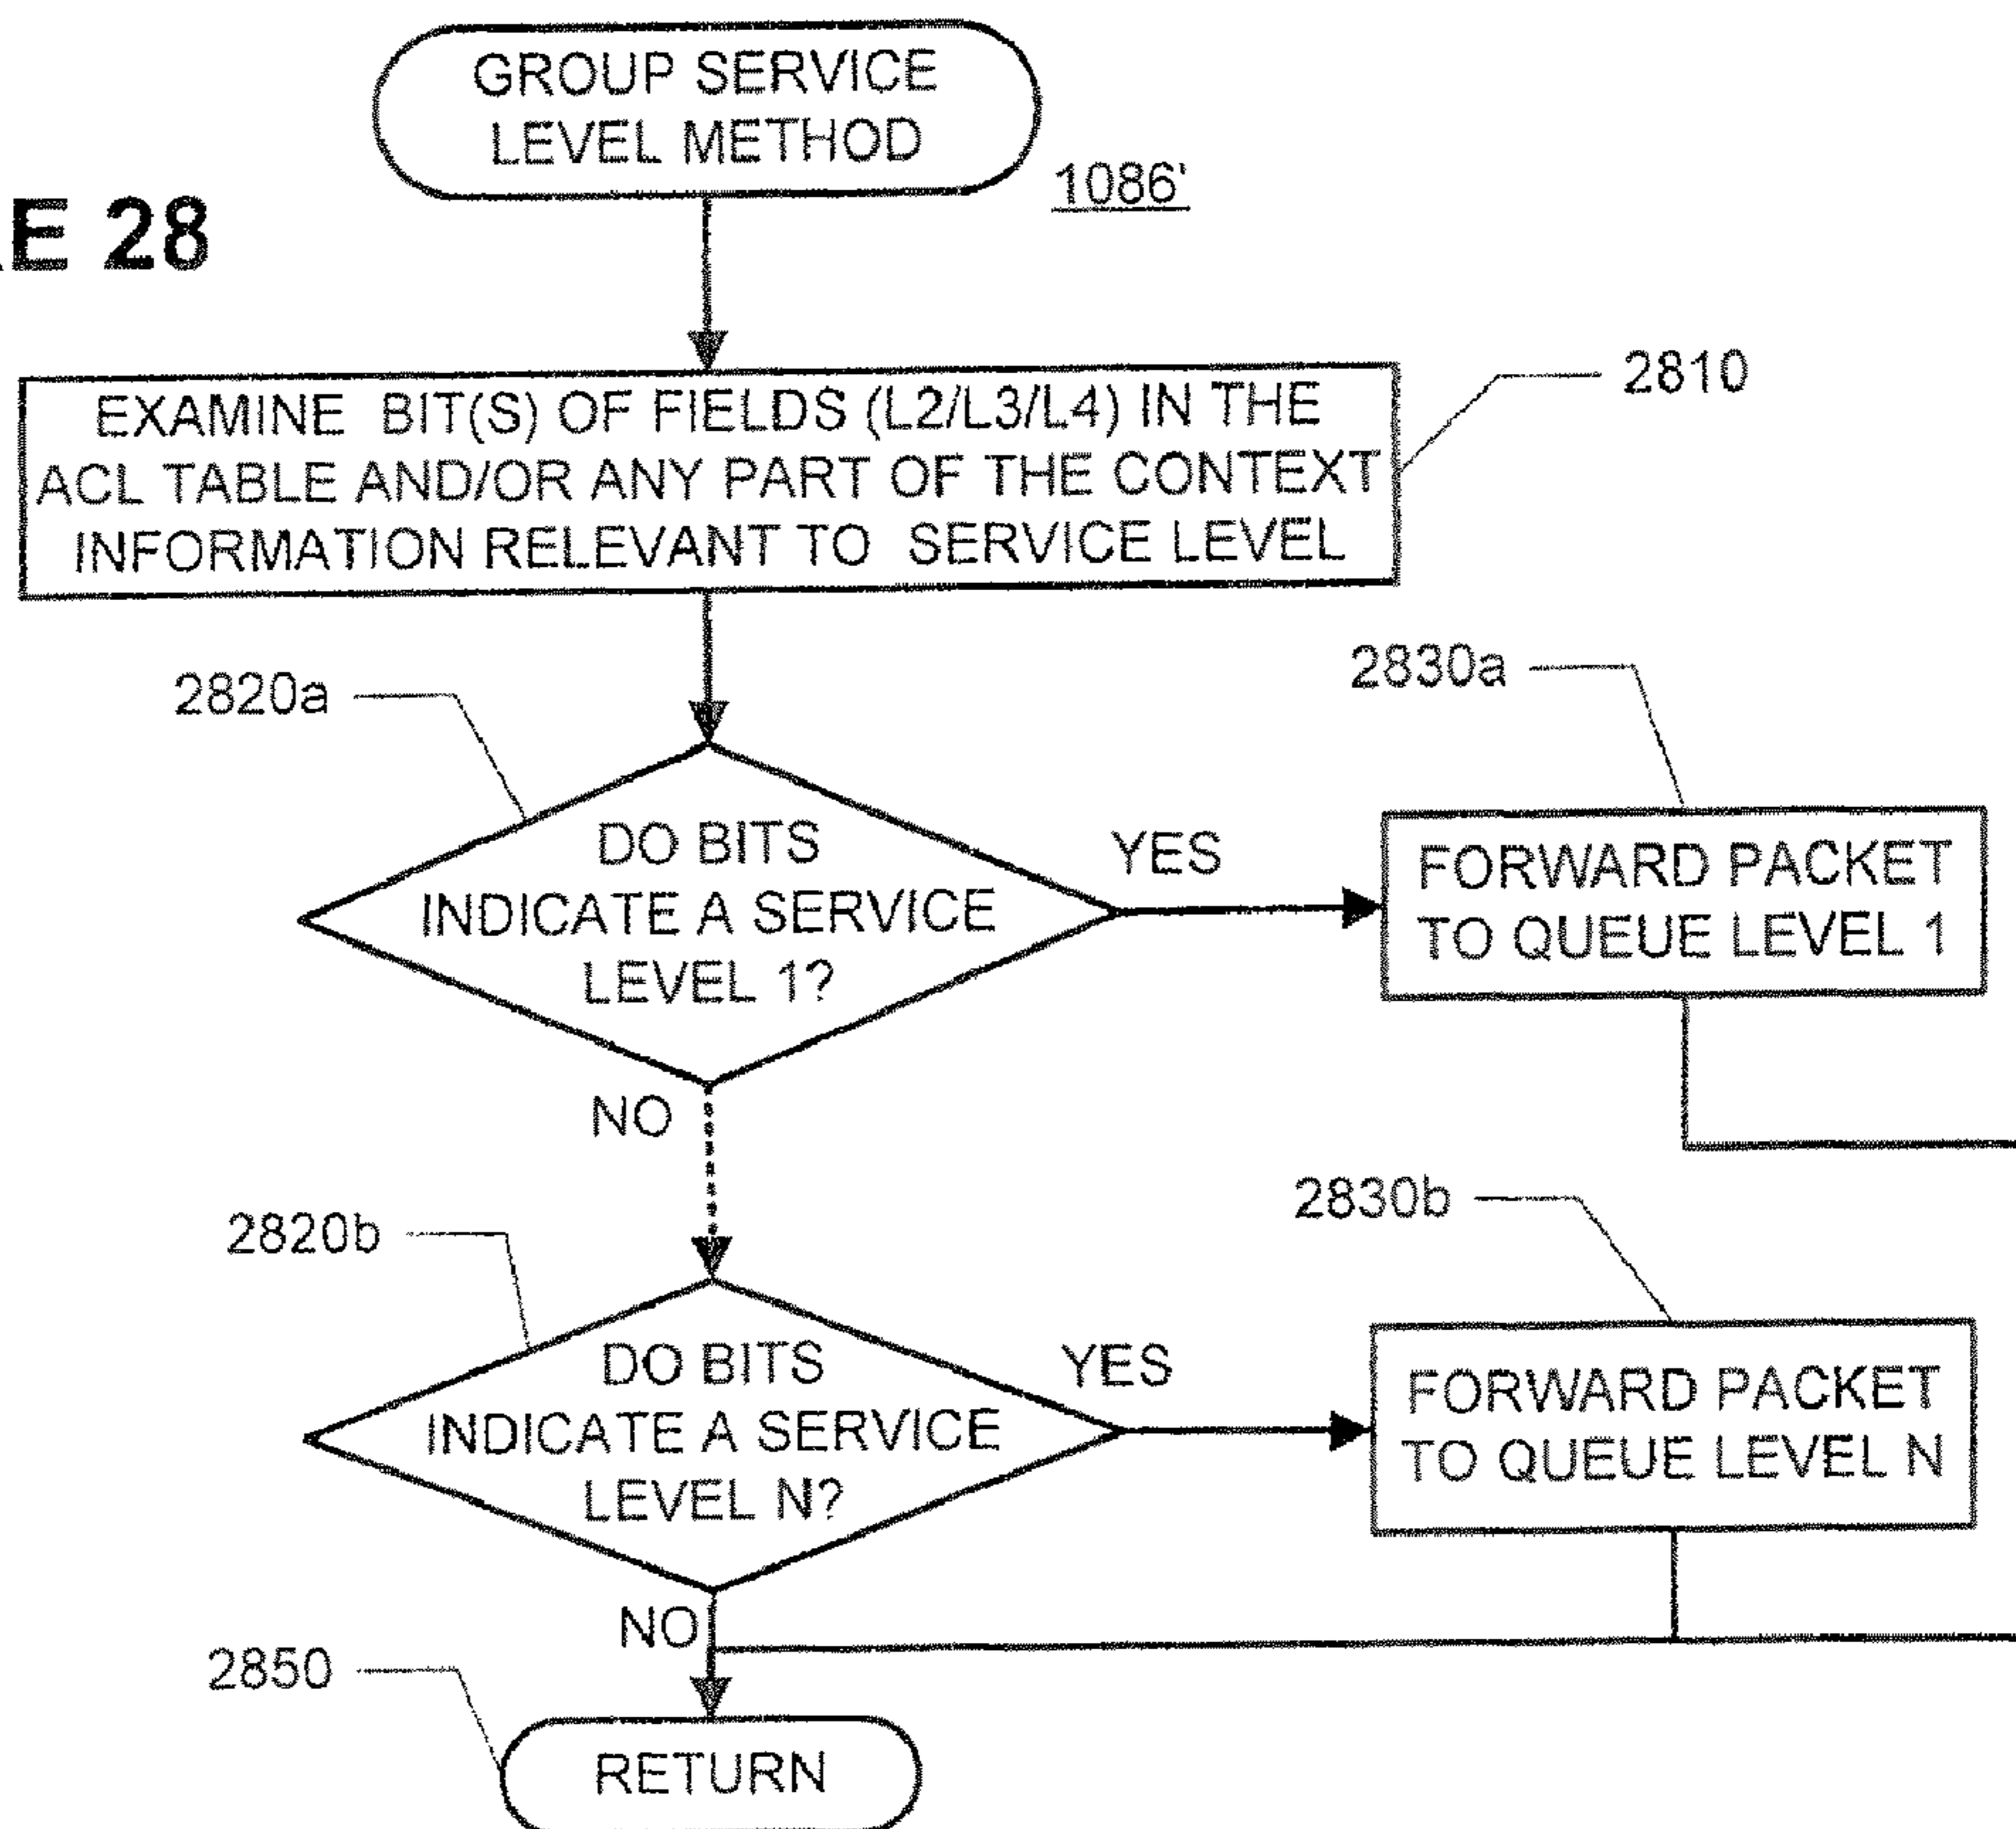 GROUP SERVICE
LEVEL METHOD
1086'
E 28
EXAMINE BIT(S) OF FIELDS (L2/L3/L4) IN THE
ACL TABLE AND/OR ANY PART OF THE CONTEXT
INFORMATION RELEVANT TO SERVICE LEVEL
2810
2820a
2830a
DO BITS
INDICATE A SERVICE
LEVEL 1?
YES
FORWARD PACKET
TO QUEUE LEVEL 1
NO
2820b
2830b
DO BITS
INDICATE A SERVICE
LEVEL N?
YES
FORWARD PACKET
TO QUEUE LEVEL N
NO
2850
RETURN